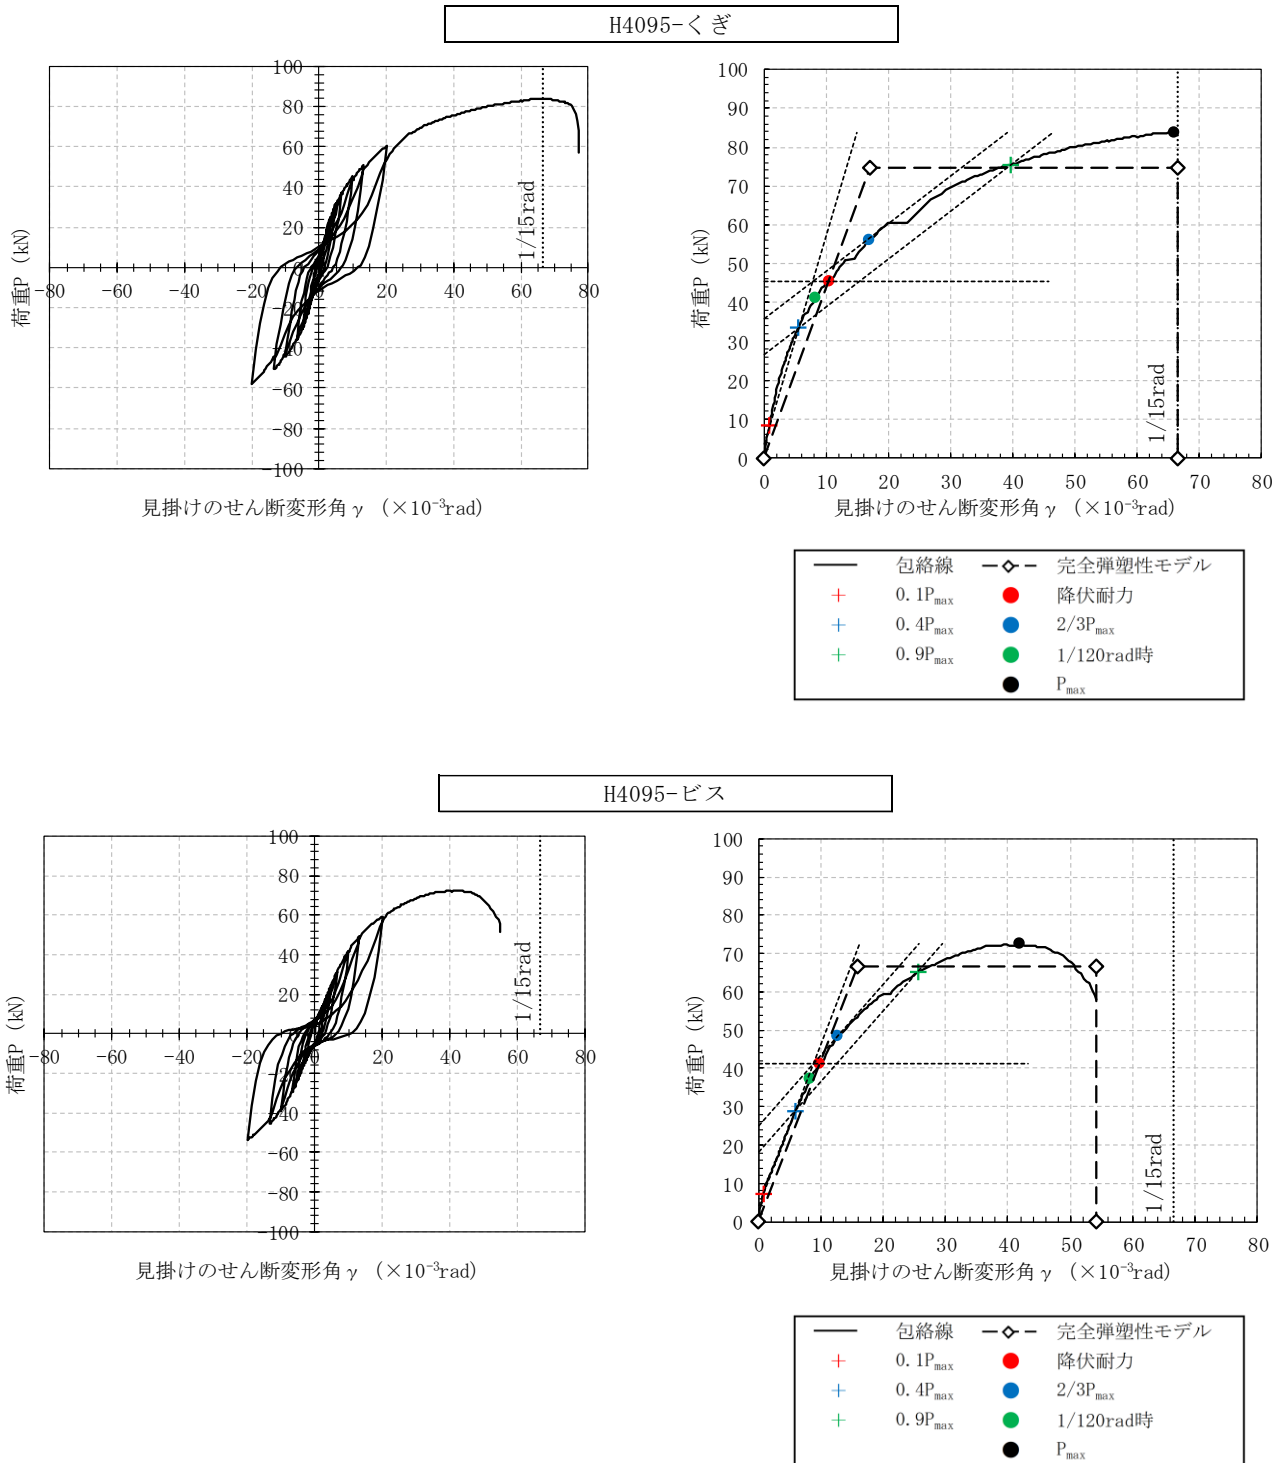 H4095-くぎ
100
80
60
40
20
0
-20
-40
-60
-80
-100
-80 -60 -40 -20 0 20 40 60 80
荷重P (kN)
1/15rad
見掛けのせん断変形角γ (×10⁻³rad)
100
90
80
70
60
50
40
30
20
10
0
0 10 20 30 40 50 60 70 80
荷重P (kN)
1/15rad
見掛けのせん断変形角γ (×10⁻³rad)
包絡線 完全弾塑性モデル
0.1Pmax 降伏耐力
0.4Pmax 2/3Pmax
0.9Pmax 1/120rad時
Pmax
H4095-ビス
100
80
60
40
20
0
-20
-40
-60
-80
-100
-80 -60 -40 -20 0 20 40 60 80
荷重P (kN)
1/15rad
見掛けのせん断変形角γ (×10⁻³rad)
100
90
80
70
60
50
40
30
20
10
0
0 10 20 30 40 50 60 70 80
荷重P (kN)
1/15rad
見掛けのせん断変形角γ (×10⁻³rad)
包絡線 完全弾塑性モデル
0.1Pmax 降伏耐力
0.4Pmax 2/3Pmax
0.9Pmax 1/120rad時
Pmax